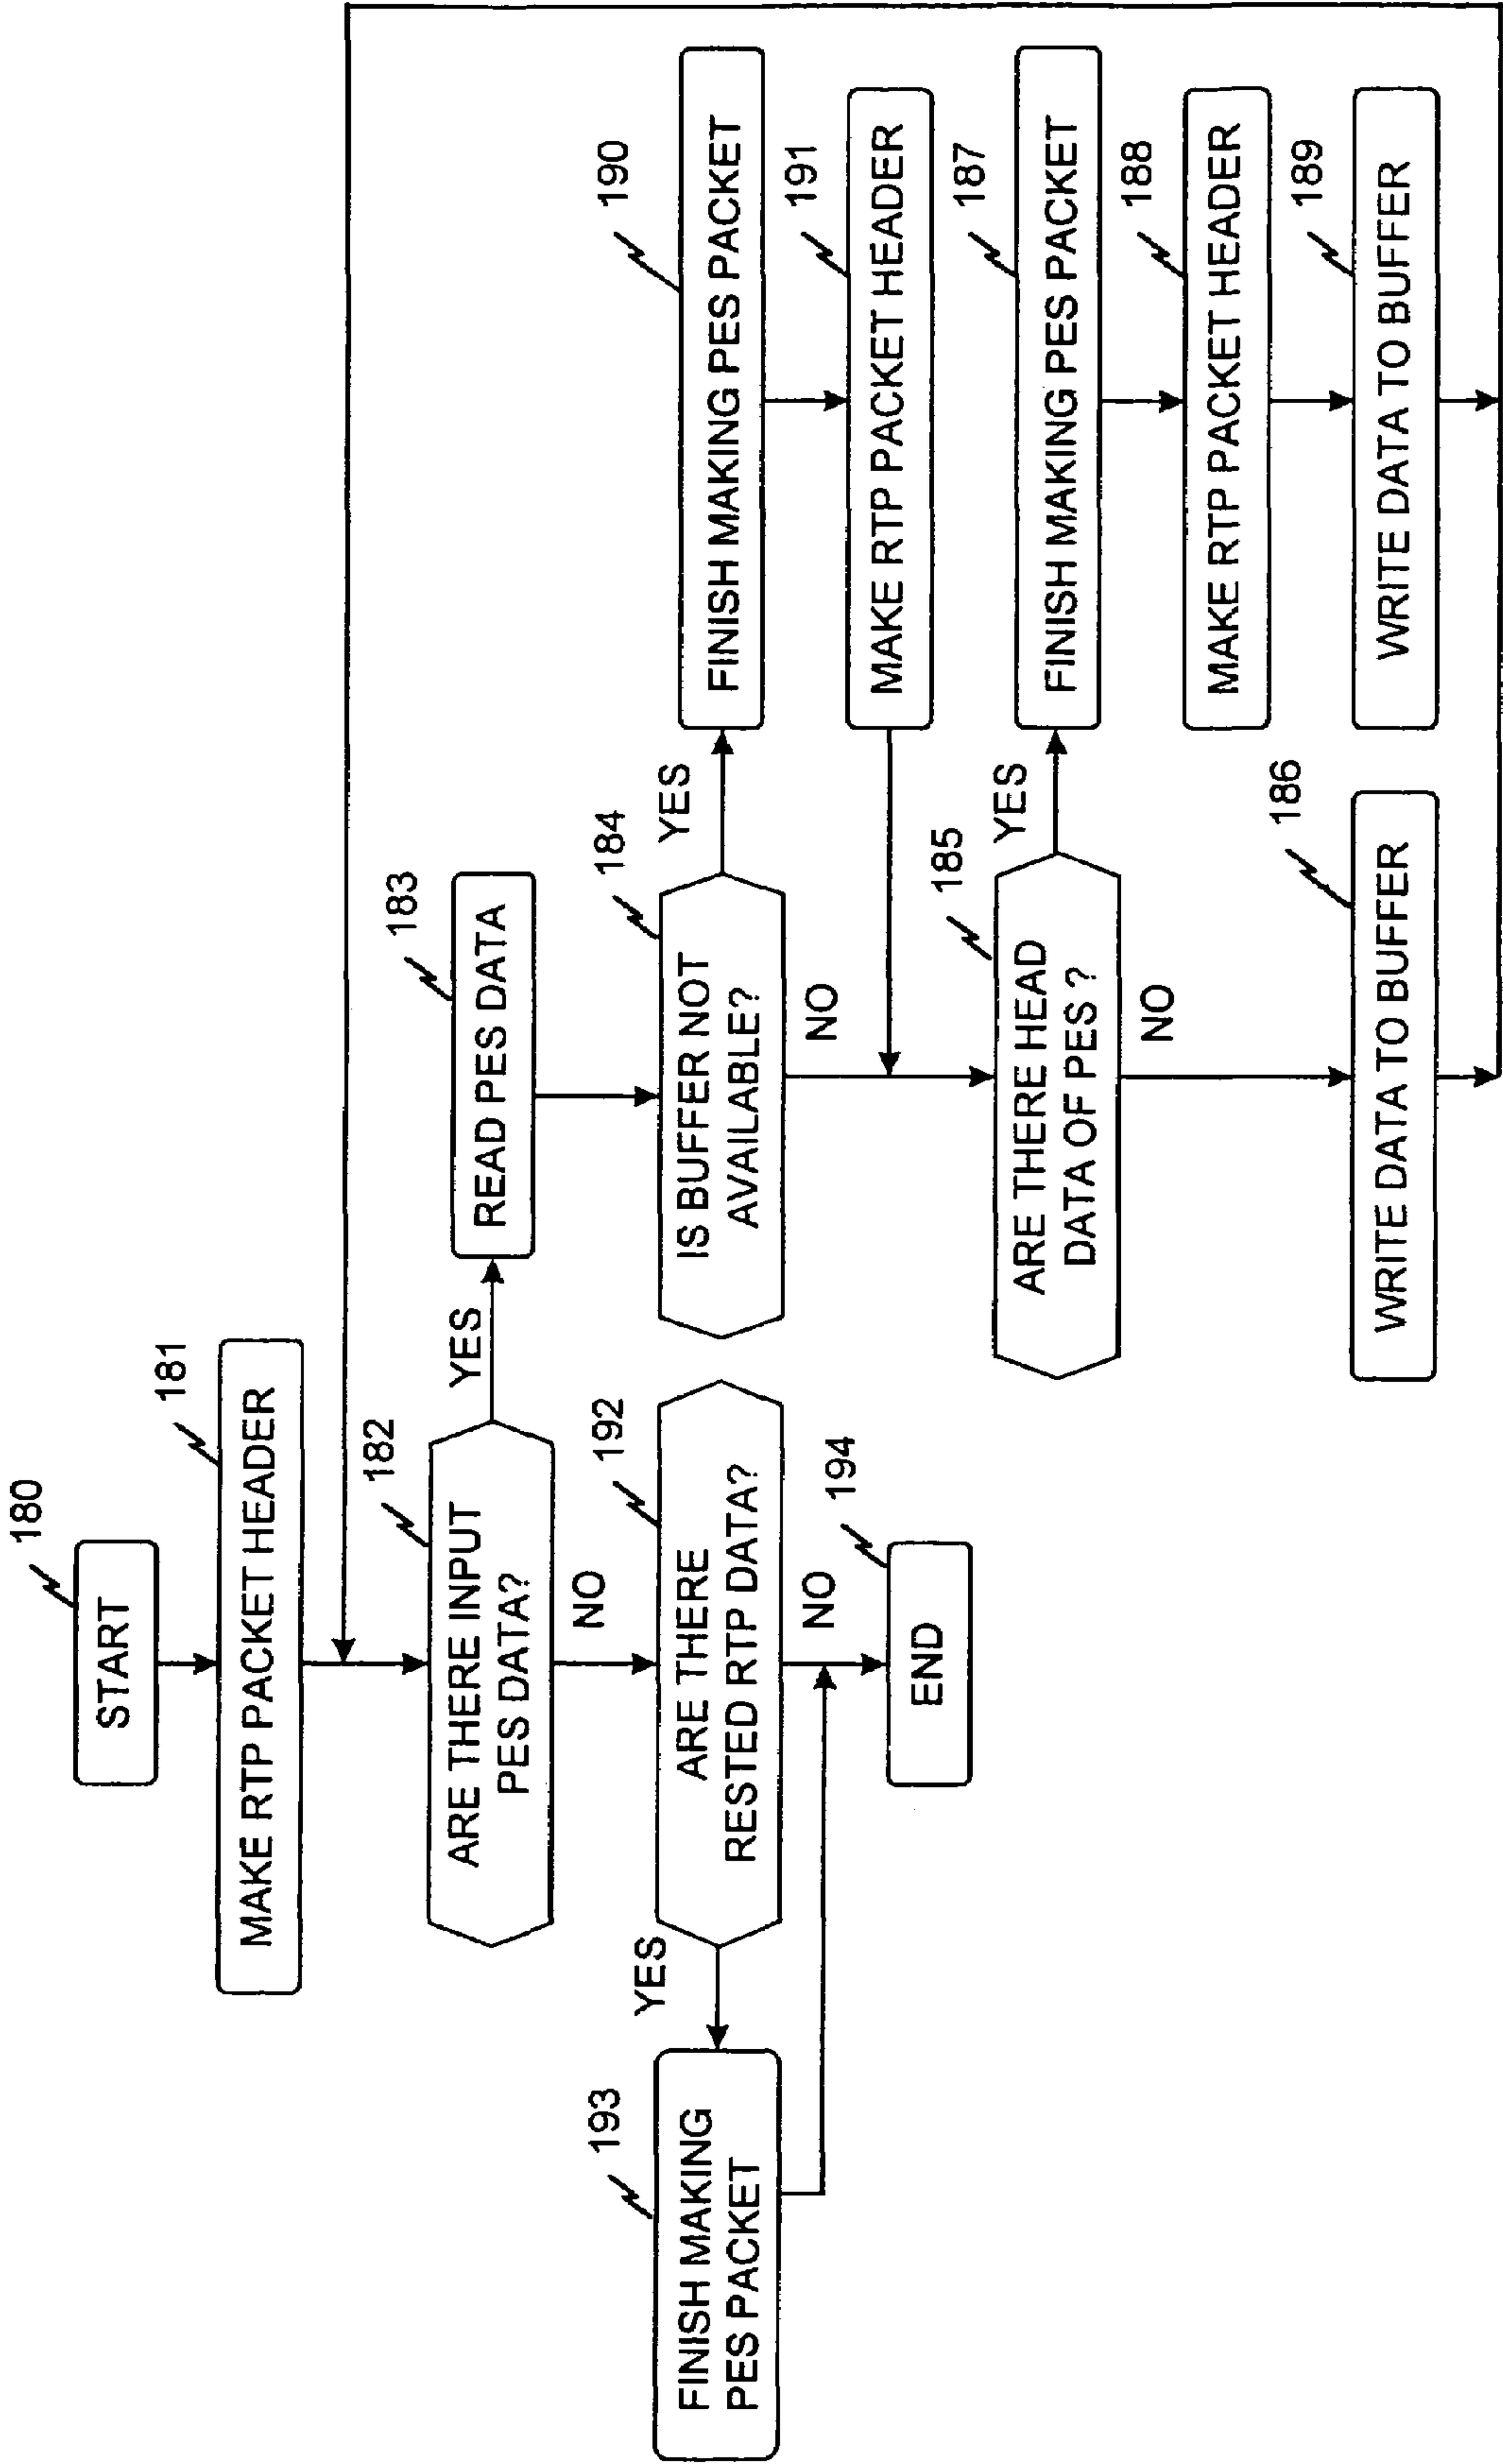 180
START
181
MAKE RTP PACKET HEADER
182
ARE THERE INPUT
PES DATA?
YES
NO
183
READ PES DATA
184
IS BUFFER NOT
AVAILABLE?
YES
NO
190
FINISH MAKING PES PACKET
191
MAKE RTP PACKET HEADER
185
ARE THERE HEAD
DATA OF PES ?
YES
NO
187
FINISH MAKING PES PACKET
188
MAKE RTP PACKET HEADER
189
WRITE DATA TO BUFFER
186
WRITE DATA TO BUFFER
192
ARE THERE
RESTED RTP DATA?
YES
NO
193
FINISH MAKING
PES PACKET
194
END